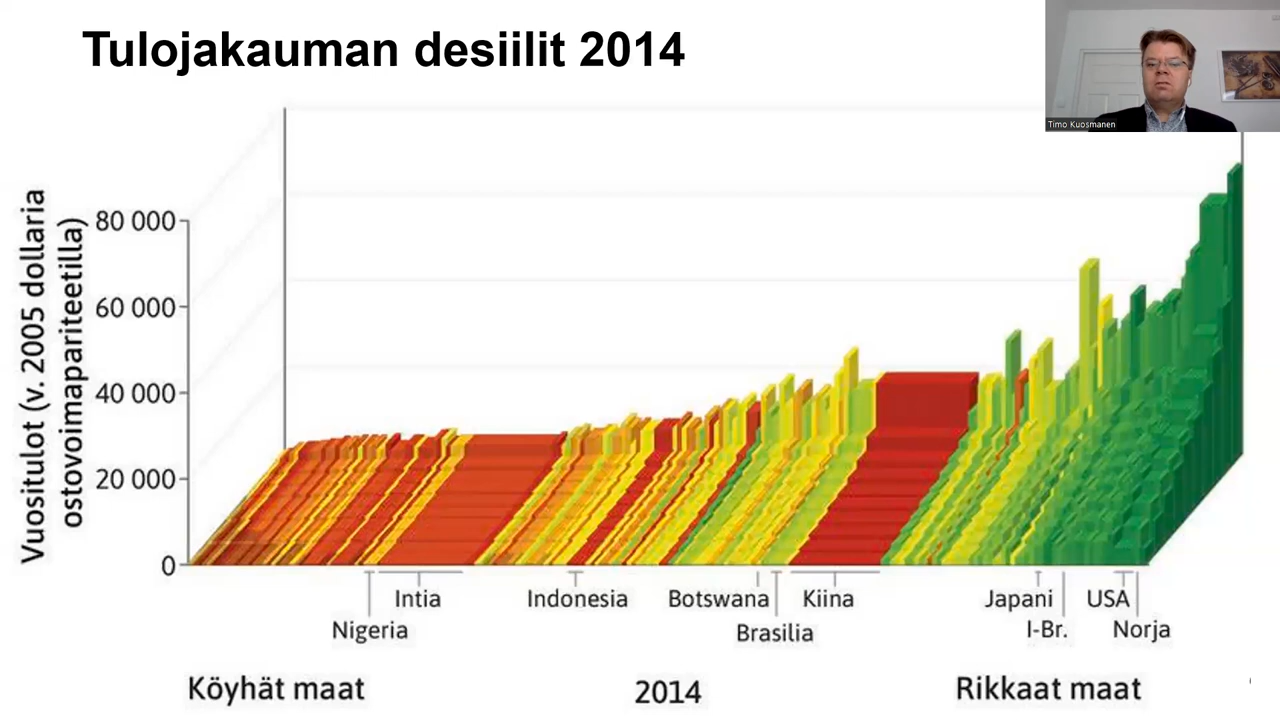 Tulojakauman desiilit 2014
Timo Kuosmanen
Vuositulot (v. 2005 dollaria
ostovoimapariteetilla)
80 000
60 000
40 000
20 000
0
Intia
Indonesia
Botswana
Kiina
Japani
USA
Nigeria
Brasilia
I-Br.
Norja
Köyhät maat
2014
Rikkaat maat